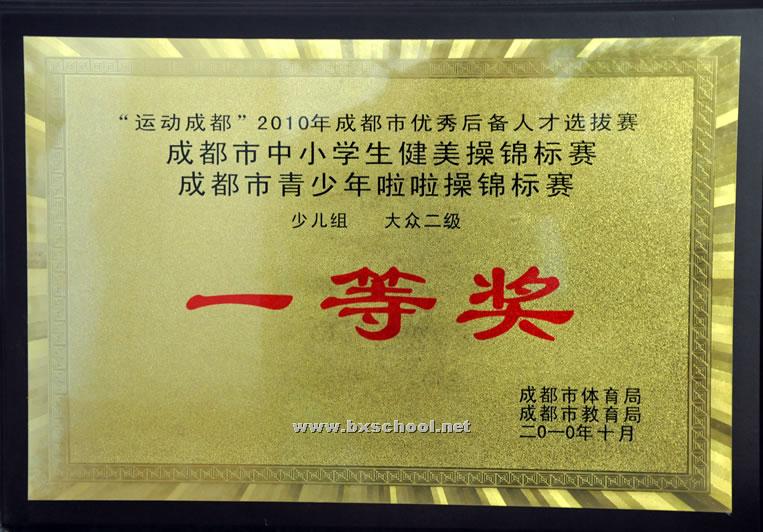 “运动成都”2010年成都市优秀后备人才选拔赛
成都市中小学生健美操锦标赛
成都市青少年啦啦操锦标赛
少儿组 大众二级
一等奖
成都市体育局
成都市教育局
二〇一〇年十月
www.bxschool.net